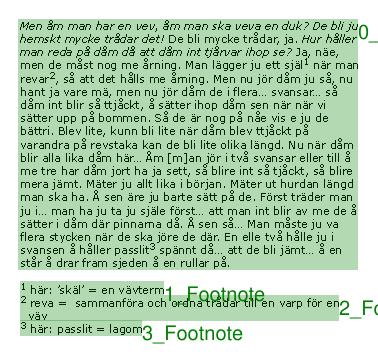 Men åm man har en vev, åm man ska veva en duk? De bli ju
hemskt mycke trådar det! De bli mycke trådar, ja. Hur håller
man reda på dåm då att dåm int tjårvar ihop se? Ja, näe,
men de måst nog me årning. Man lägger ju ett själ¹ när man
revar², så att det hålls me årning. Men nu jör dåm ju så, nu
hant ja vare mä, men nu jör dåm de i flera... svansar... så
dåm int blir så ttjåckt, å sätter ihop dåm sen när når vi
sätter upp på bommen. Så de är nog på nåe vis e ju de
bättri. Blev lite, kunn bli lite när dåm blev ttjåckt på
varandra på revstaka kan de bli lite olika längd. Nu när dåm
blir alla lika dåm här... Åm [m]an jör i två svansar eller till å
me tre har dåm jort ha ja sett, så blire int så tjåckt, så blire
mera jämt. Mäter ju allt lika i början. Mäter ut hurdan längd
man ska ha. Å sen äre ju barte sätt på de. Först träder man
ju i... man ha ju ta ju själe först... att man int blir av me de å
sätter i dåm där pinnarna då. Å sen så... Man måste ju va
flera stycken när de ska jöre de där. En elle två hålle ju i
svansen å håller passlit³ spännt då... att de bli jämt... å en
står å drar fram sjeden å en rullar på.
0_
¹ här: 'skäl' = en vävterm
1_Footnote
² reva = sammanföra och ordna trådar till en varp för en
väv
2_Fo
³ här: passlit = lagom
3_Footnote